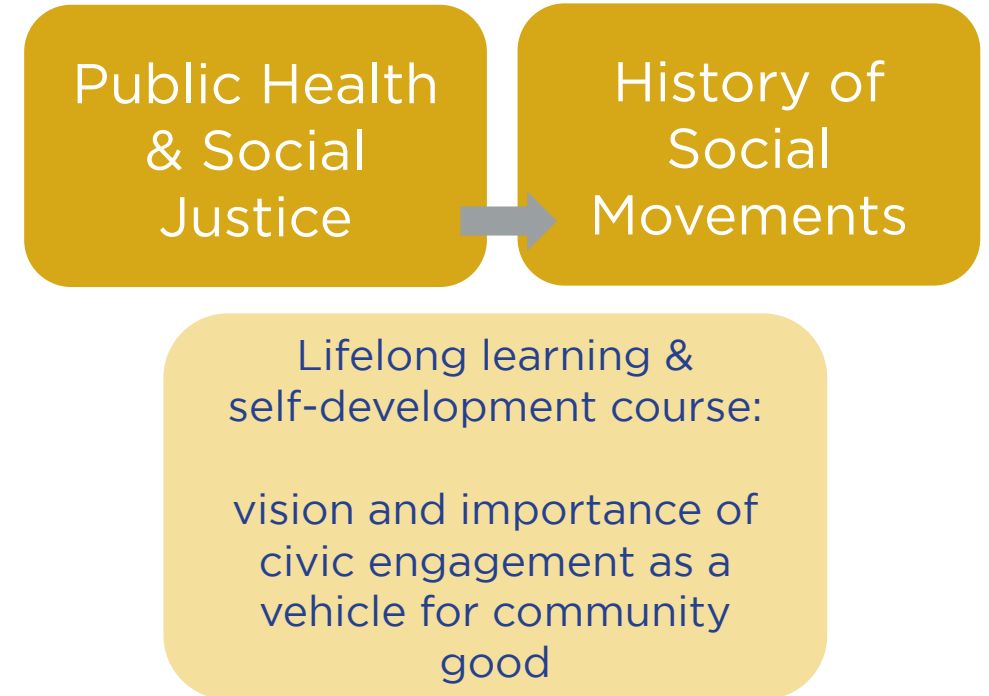 Public Health
& Social
Justice
History of
Social
Movements
Lifelong learning &
self-development course:
vision and importance of
civic engagement as a
vehicle for community
good